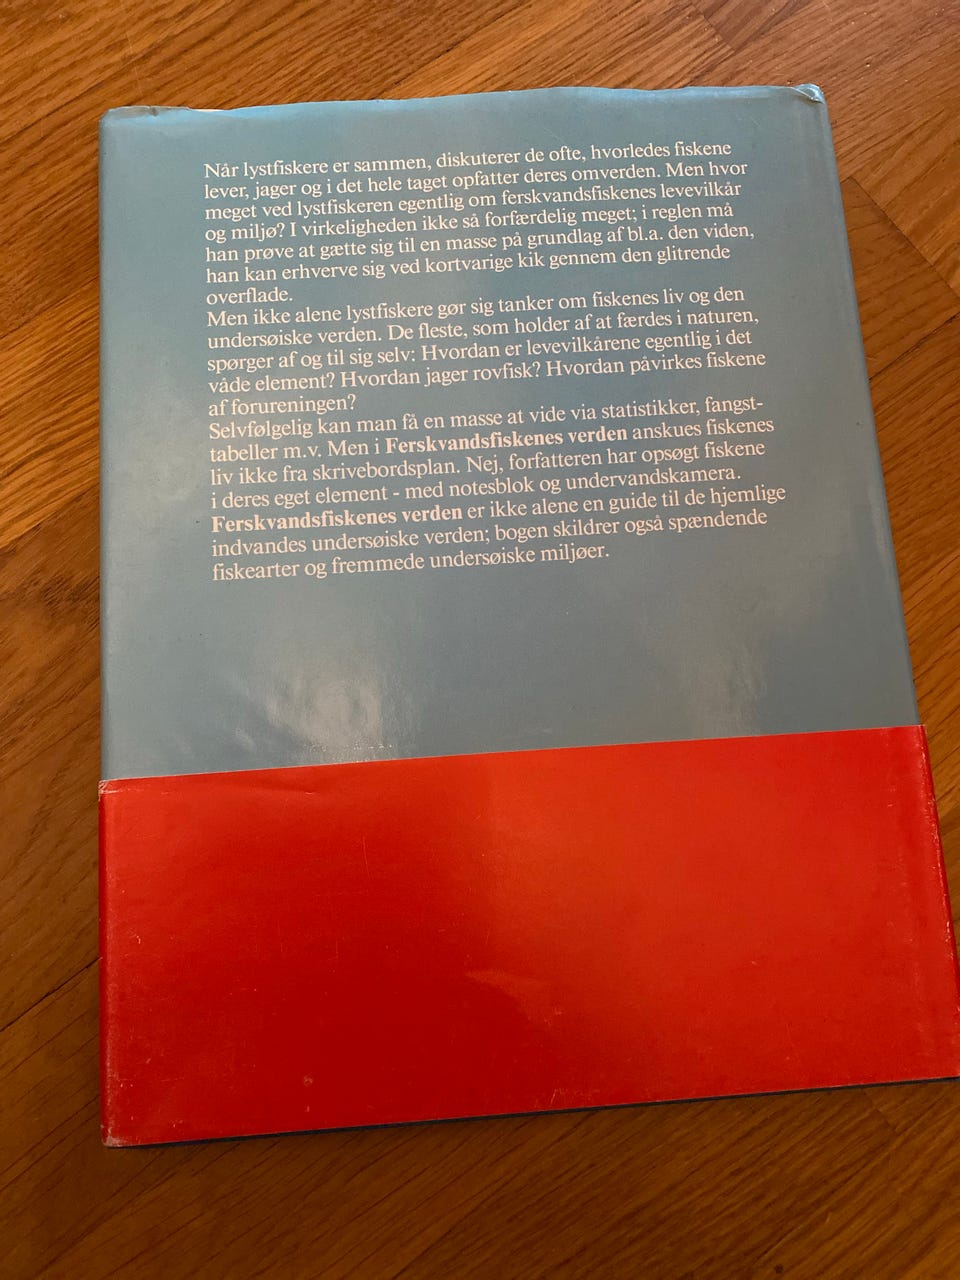 Når lystfiskere er sammen, diskuterer de ofte, hvorledes fiskene
lever, jager og i det hele taget opfatter deres omverden. Men hvor
meget ved lystfiskeren egentlig om ferskvandsfiskenes levevilkår
og miljø? I virkeligheden ikke så forfærdelig meget; i reglen må
han prøve at gætte sig til en masse på grundlag af bl.a. den viden,
han kan erhverve sig ved kortvarige kik gennem den glitrende
overflade.
Men ikke alene lystfiskere gør sig tanker om fiskenes liv og den
undersøiske verden. De fleste, som holder af at færdes i naturen,
spørger af og til sig selv: Hvordan er levevilkårene egentlig i det
våde element? Hvordan jager rovfisk? Hvordan påvirkes fiskene
af forureningen?
Selvfølgelig kan man få en masse at vide via statistikker, fangst-
tabeller m.v. Men i Ferskvandsfiskenes verden anskues fiskenes
liv ikke fra skrivebordsplan. Nej, forfatteren har opsøgt fiskene
i deres eget element - med notesblok og undervandskamera.
Ferskvandsfiskenes verden er ikke alene en guide til de hjemlige
indvandes undersøiske verden; bogen skildrer også spændende
fiskearter og fremmede undersøiske miljøer.